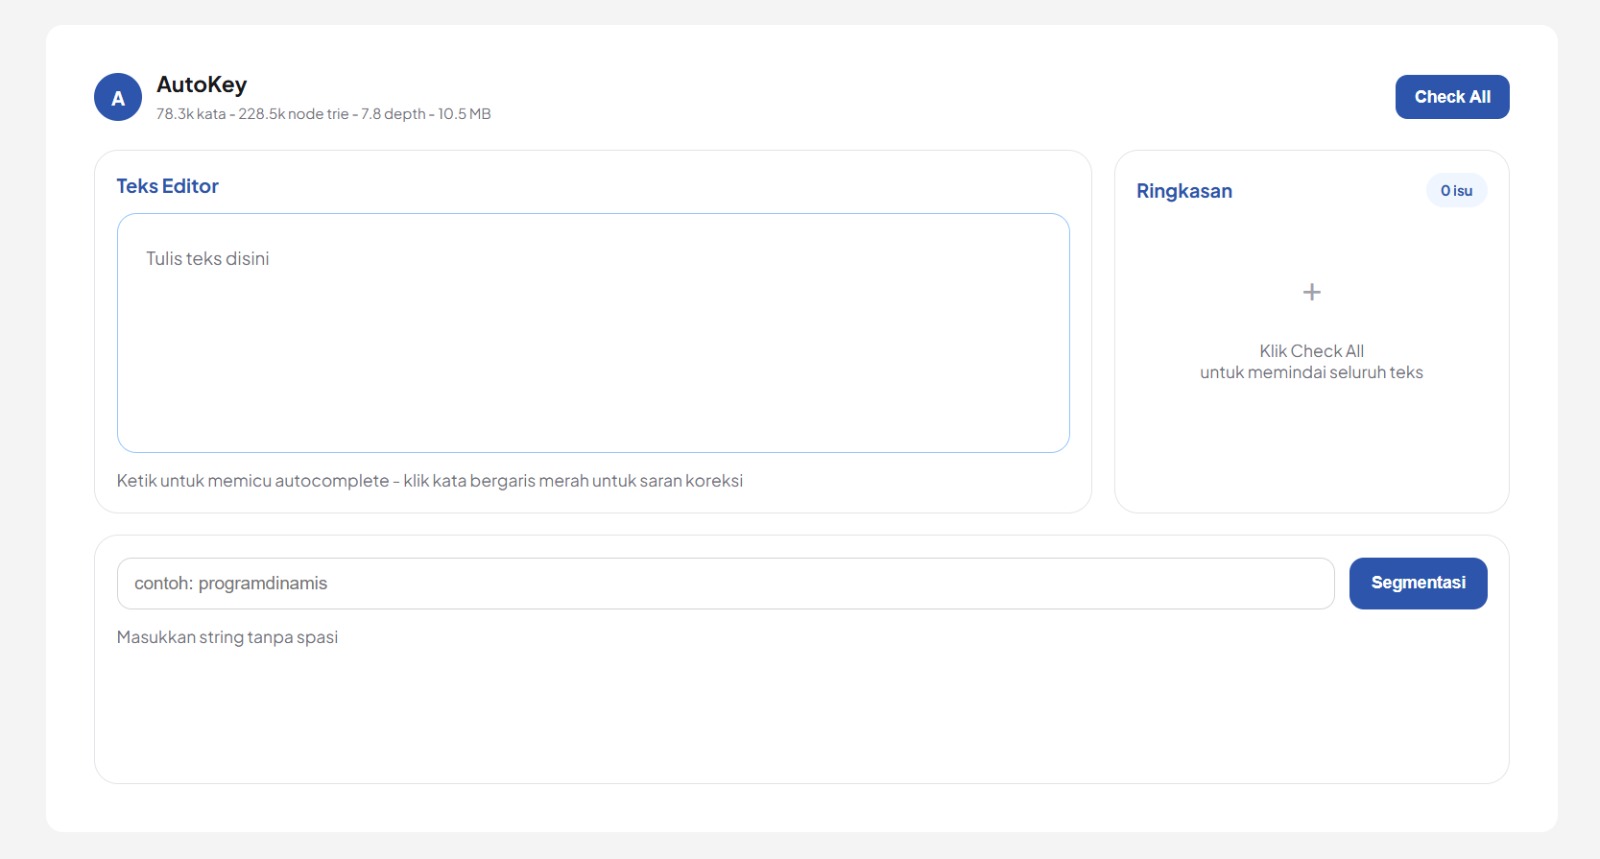 A
AutoKey
78.3k kata - 228.5k node trie - 7.8 depth - 10.5 MB
Check All
Teks Editor
Tulis teks disini
Ketik untuk memicu autocomplete - klik kata bergaris merah untuk saran koreksi
Ringkasan
0 isu
+
Klik Check All
untuk memindai seluruh teks
contoh: programdinamis
Segmentasi
Masukkan string tanpa spasi